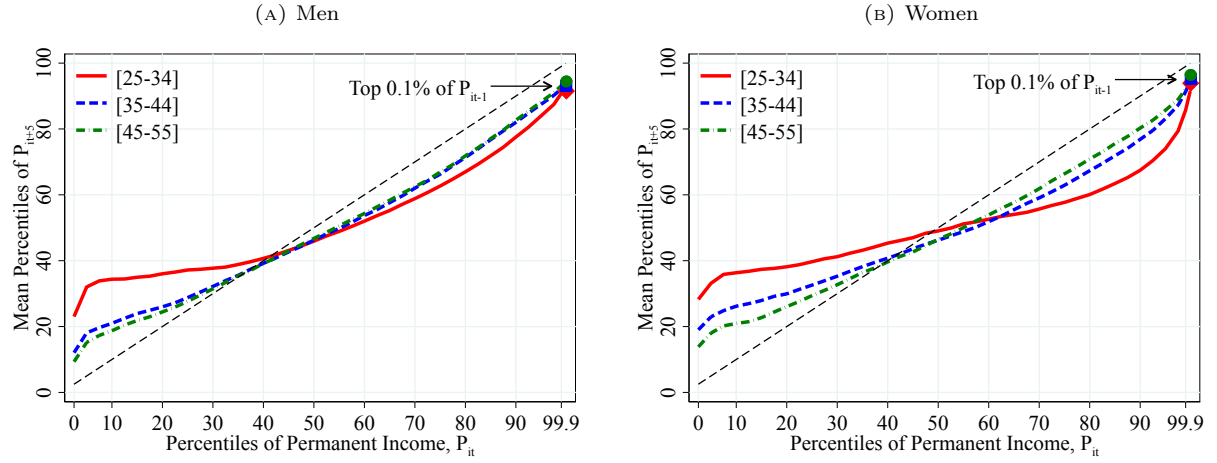 (A) Men
Mean Percentiles of P_it+5
100
80
60
40
20
0
[25-34]
[35-44]
[45-55]
Top 0.1% of P_it-1
0 10 20 30 40 50 60 70 80 90 99.9
Percentiles of Permanent Income, P_it
(B) Women
Mean Percentiles of P_it+5
100
80
60
40
20
0
[25-34]
[35-44]
[45-55]
Top 0.1% of P_it-1
0 10 20 30 40 50 60 70 80 90 99.9
Percentiles of Permanent Income, P_it